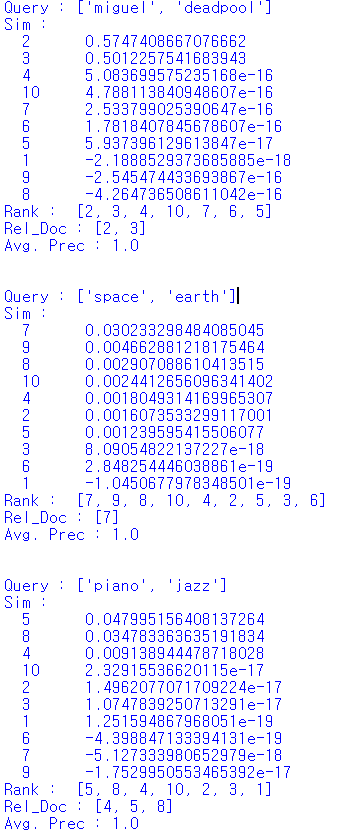 Query : ['miguel', 'deadpool']
Sim :
2 0.5747408667076662
3 0.5012257541683943
4 5.083699575235168e-16
10 4.788113840948607e-16
7 2.533799025390647e-16
6 1.7818407845678607e-16
5 5.937396129613847e-17
1 -2.1888529373685885e-18
9 -2.545474433693867e-16
8 -4.264736508611042e-16
Rank : [2, 3, 4, 10, 7, 6, 5]
Rel_Doc : [2, 3]
Avg. Prec : 1.0
Query : ['space', 'earth']
Sim :
7 0.030233298484085045
9 0.004662881218175464
8 0.002907088610413515
10 0.0024412656096341402
4 0.0018049314169965307
2 0.0016073533299117001
5 0.001239595415506077
3 8.09054822137227e-18
6 2.848254446038861e-19
1 -1.0450677978348501e-19
Rank : [7, 9, 8, 10, 4, 2, 5, 3, 6]
Rel_Doc : [7]
Avg. Prec : 1.0
Query : ['piano', 'jazz']
Sim :
5 0.047995156408137264
8 0.034783363635191834
4 0.009138944478718028
10 2.32915536620115e-17
2 1.4962077071709224e-17
3 1.0747839250713291e-17
1 1.251594867968051e-19
6 -4.398847133394131e-19
7 -5.127333980652979e-18
9 -1.7529950553465392e-17
Rank : [5, 8, 4, 10, 2, 3, 1]
Rel_Doc : [4, 5, 8]
Avg. Prec : 1.0